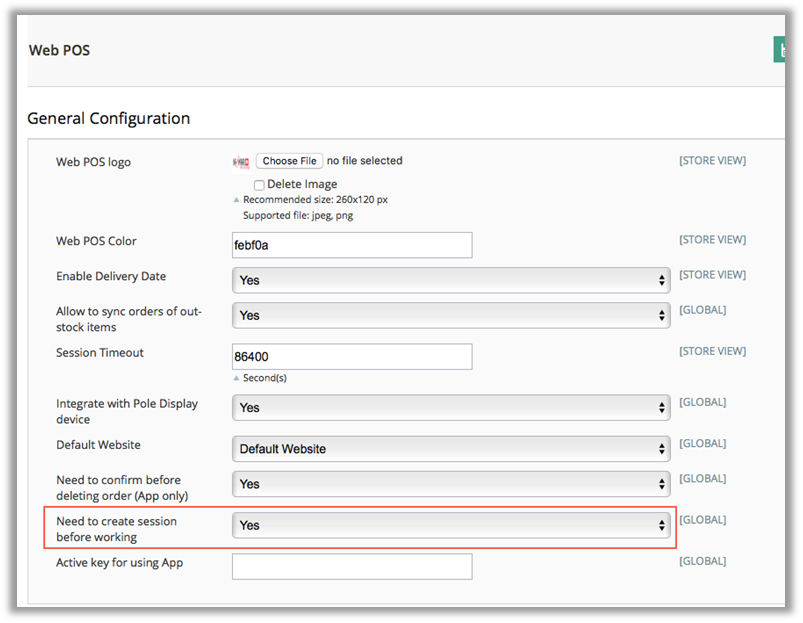 Web POS
General Configuration
Web POS logo
Choose File no file selected
[STORE VIEW]
Delete Image
Recommended size: 260x120 px
Supported file: jpeg, png
Web POS Color
febf0a
[STORE VIEW]
Enable Delivery Date
Yes
[STORE VIEW]
Allow to sync orders of out-
stock items
Yes
[GLOBAL]
Session Timeout
86400
[STORE VIEW]
Second(s)
Integrate with Pole Display
device
Yes
[GLOBAL]
Default Website
Default Website
[GLOBAL]
Need to confirm before
deleting order (App only)
Yes
[GLOBAL]
Need to create session
before working
Yes
[GLOBAL]
Active key for using App
[GLOBAL]